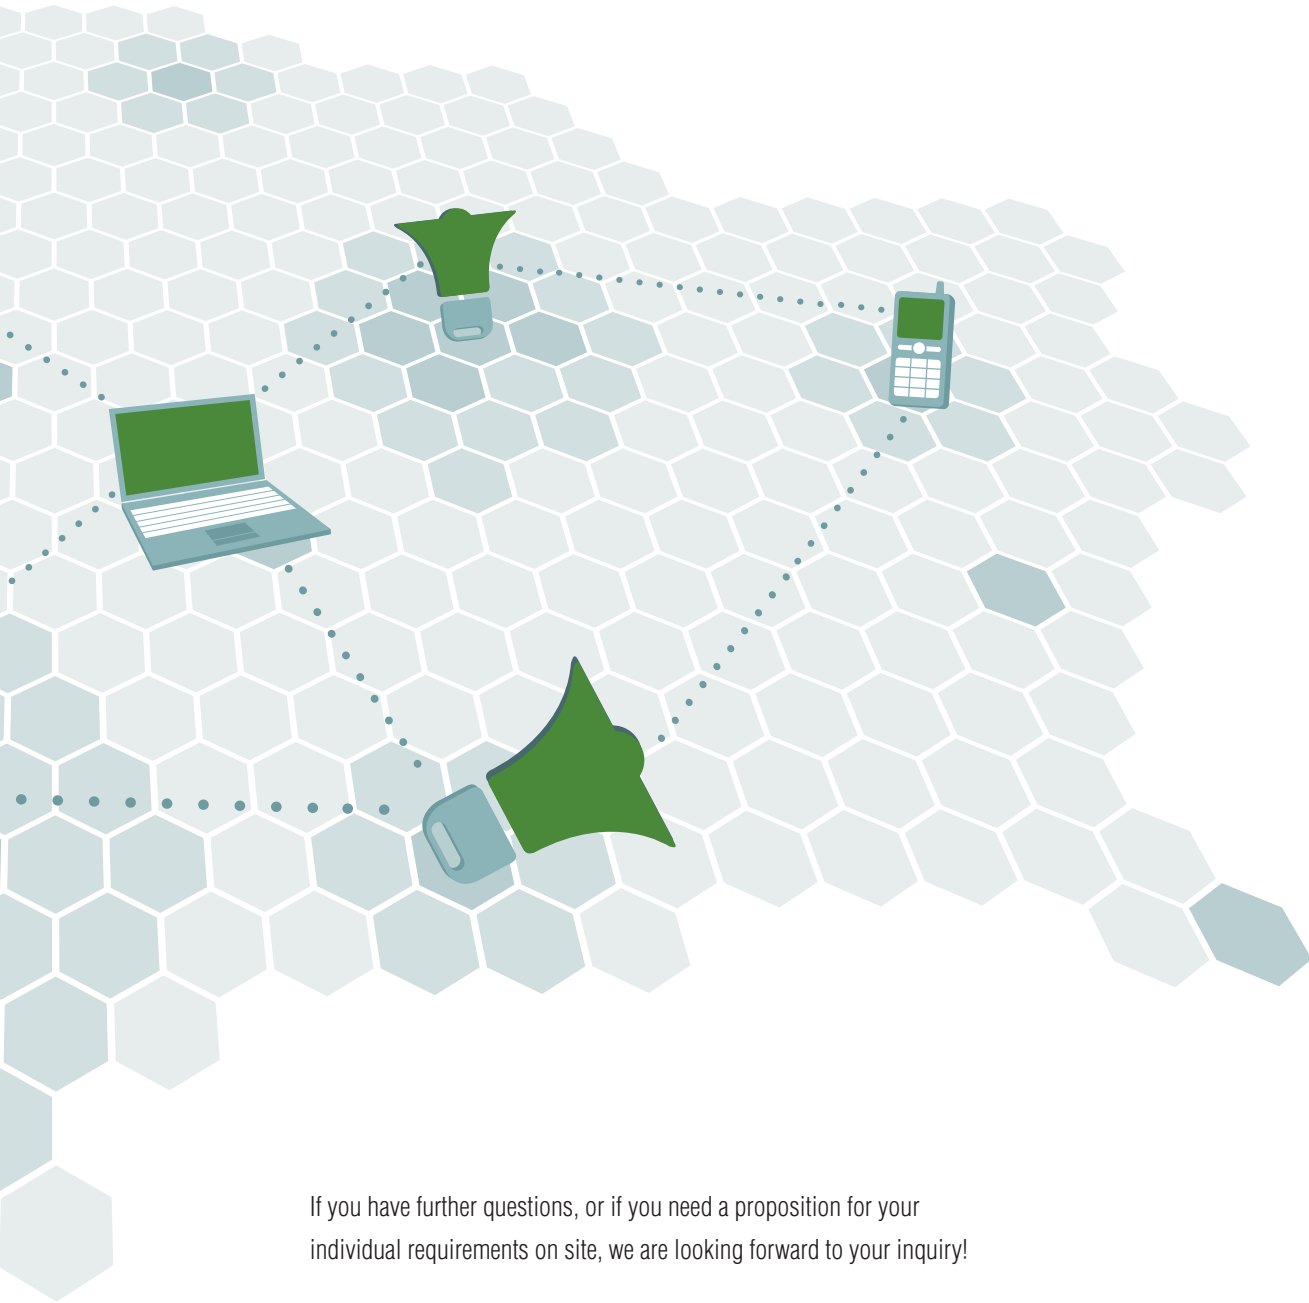 If you have further questions, or if you need a proposition for your
individual requirements on site, we are looking forward to your inquiry!